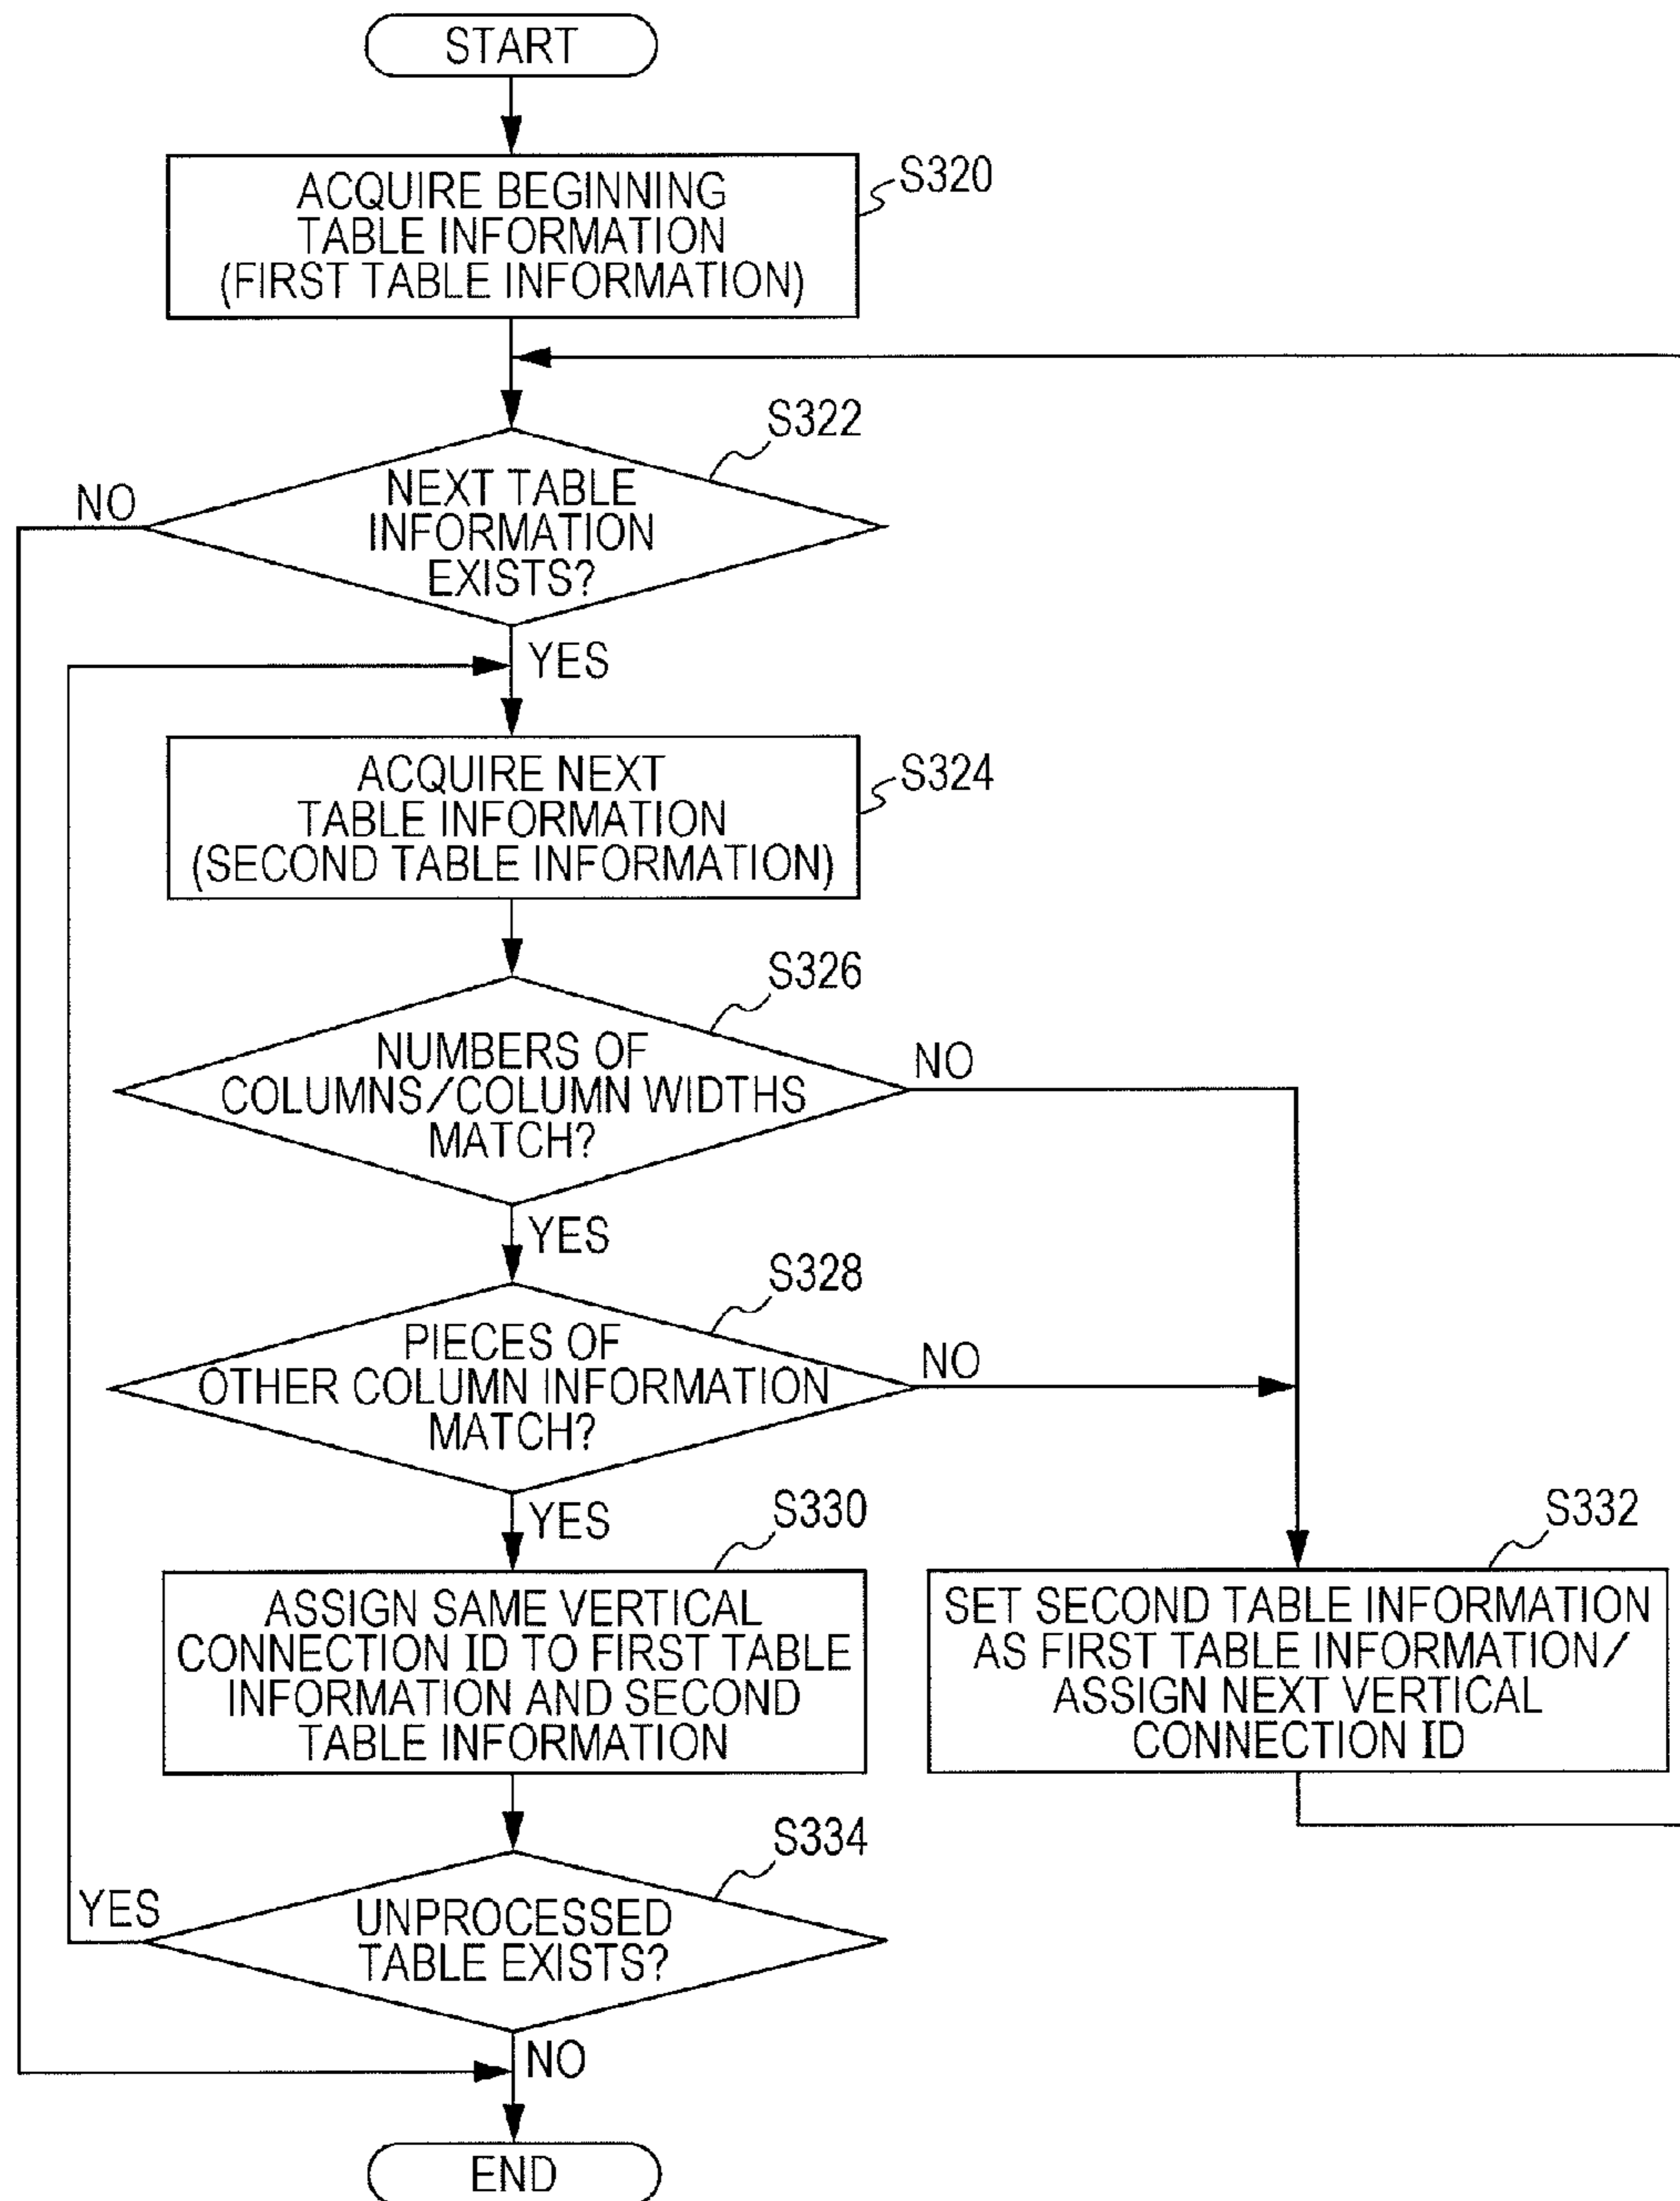 START
ACQUIRE BEGINNING
TABLE INFORMATION
(FIRST TABLE INFORMATION)
S320
S322
NO
NEXT TABLE
INFORMATION
EXISTS?
YES
ACQUIRE NEXT
TABLE INFORMATION
(SECOND TABLE INFORMATION)
S324
S326
NUMBERS OF
COLUMNS/COLUMN WIDTHS
MATCH?
NO
YES
S328
PIECES OF
OTHER COLUMN INFORMATION
MATCH?
NO
YES
S330
ASSIGN SAME VERTICAL
CONNECTION ID TO FIRST TABLE
INFORMATION AND SECOND
TABLE INFORMATION
S332
SET SECOND TABLE INFORMATION
AS FIRST TABLE INFORMATION/
ASSIGN NEXT VERTICAL
CONNECTION ID
S334
YES
UNPROCESSED
TABLE EXISTS?
NO
END